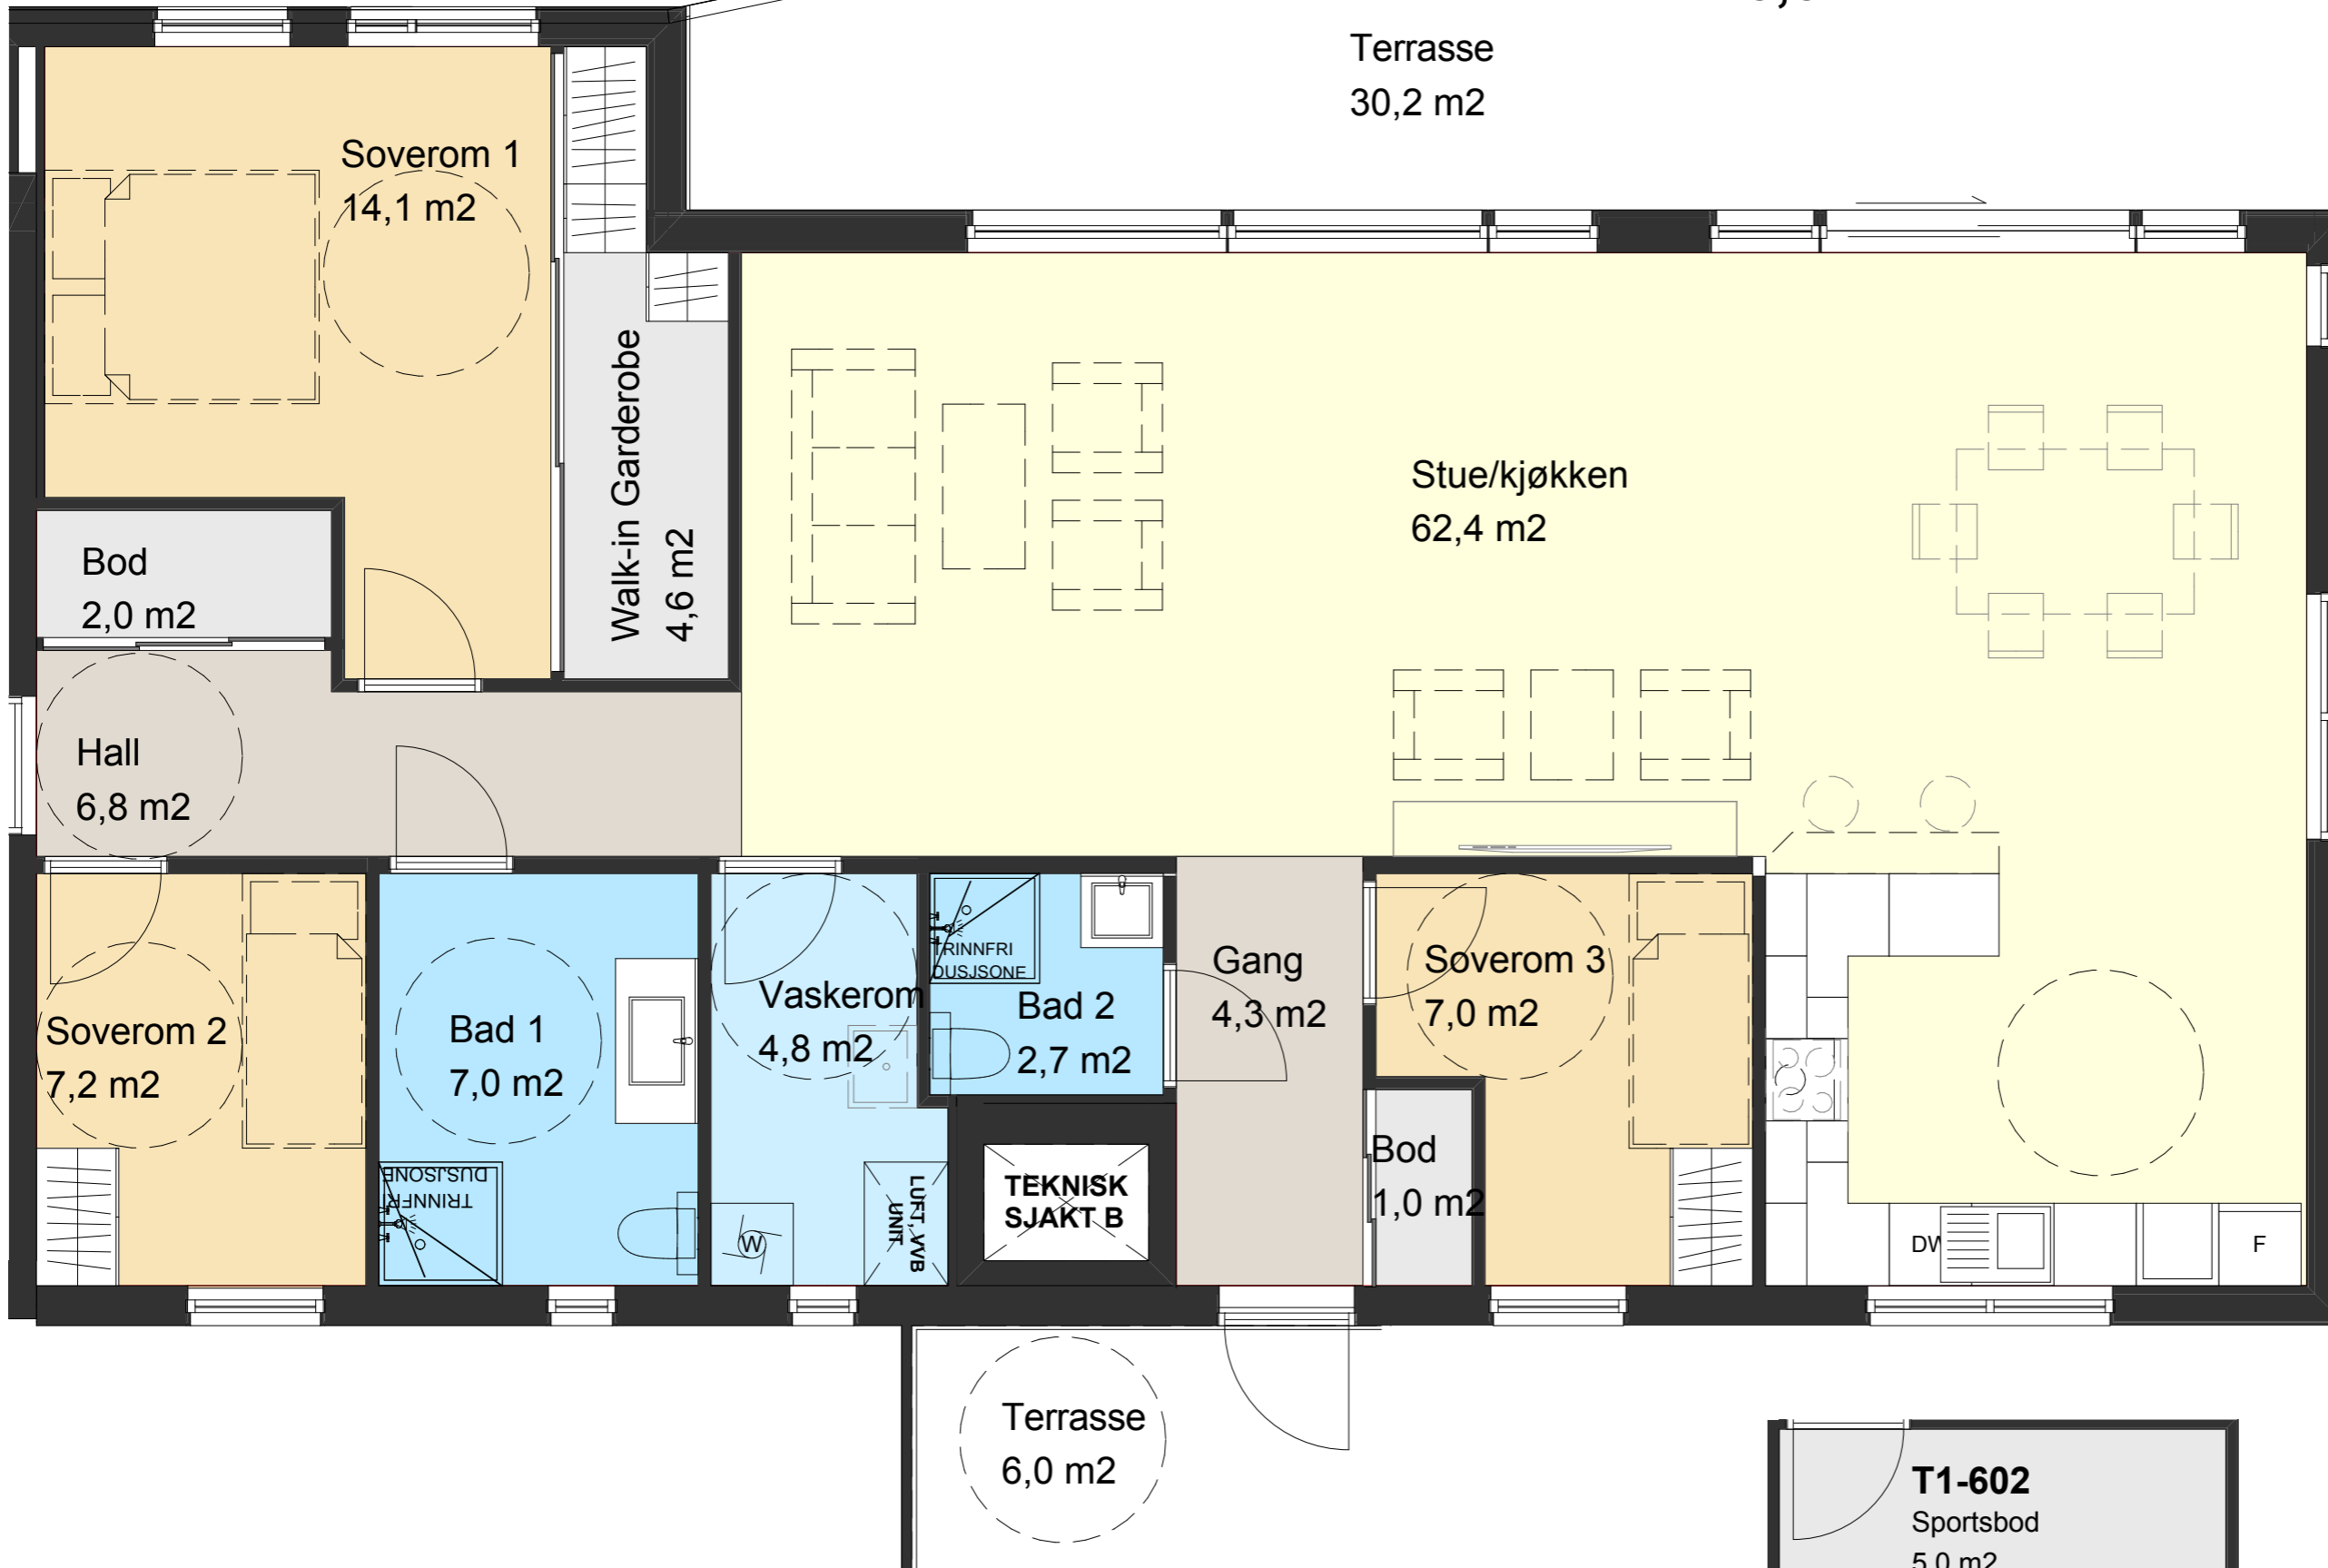 Terrasse
30,2 m2
Soverom 1
14,1 m2
Walk-in Garderobe
4,6 m2
Stue/kjøkken
62,4 m2
Bod
2,0 m2
Hall
6,8 m2
Soverom 2
7,2 m2
Bad 1
7,0 m2
TRINNFRI
DUSJSONE
Vaskerom
4,8 m2
W
LUFT, VVB
UNIT
TRINNFRI
DUSJSONE
Bad 2
2,7 m2
TEKNISK
SJAKT B
Gang
4,3 m2
Soverom 3
7,0 m2
Bod
1,0 m2
DW
F
Terrasse
6,0 m2
T1-602
Sportsbod
5,0 m2